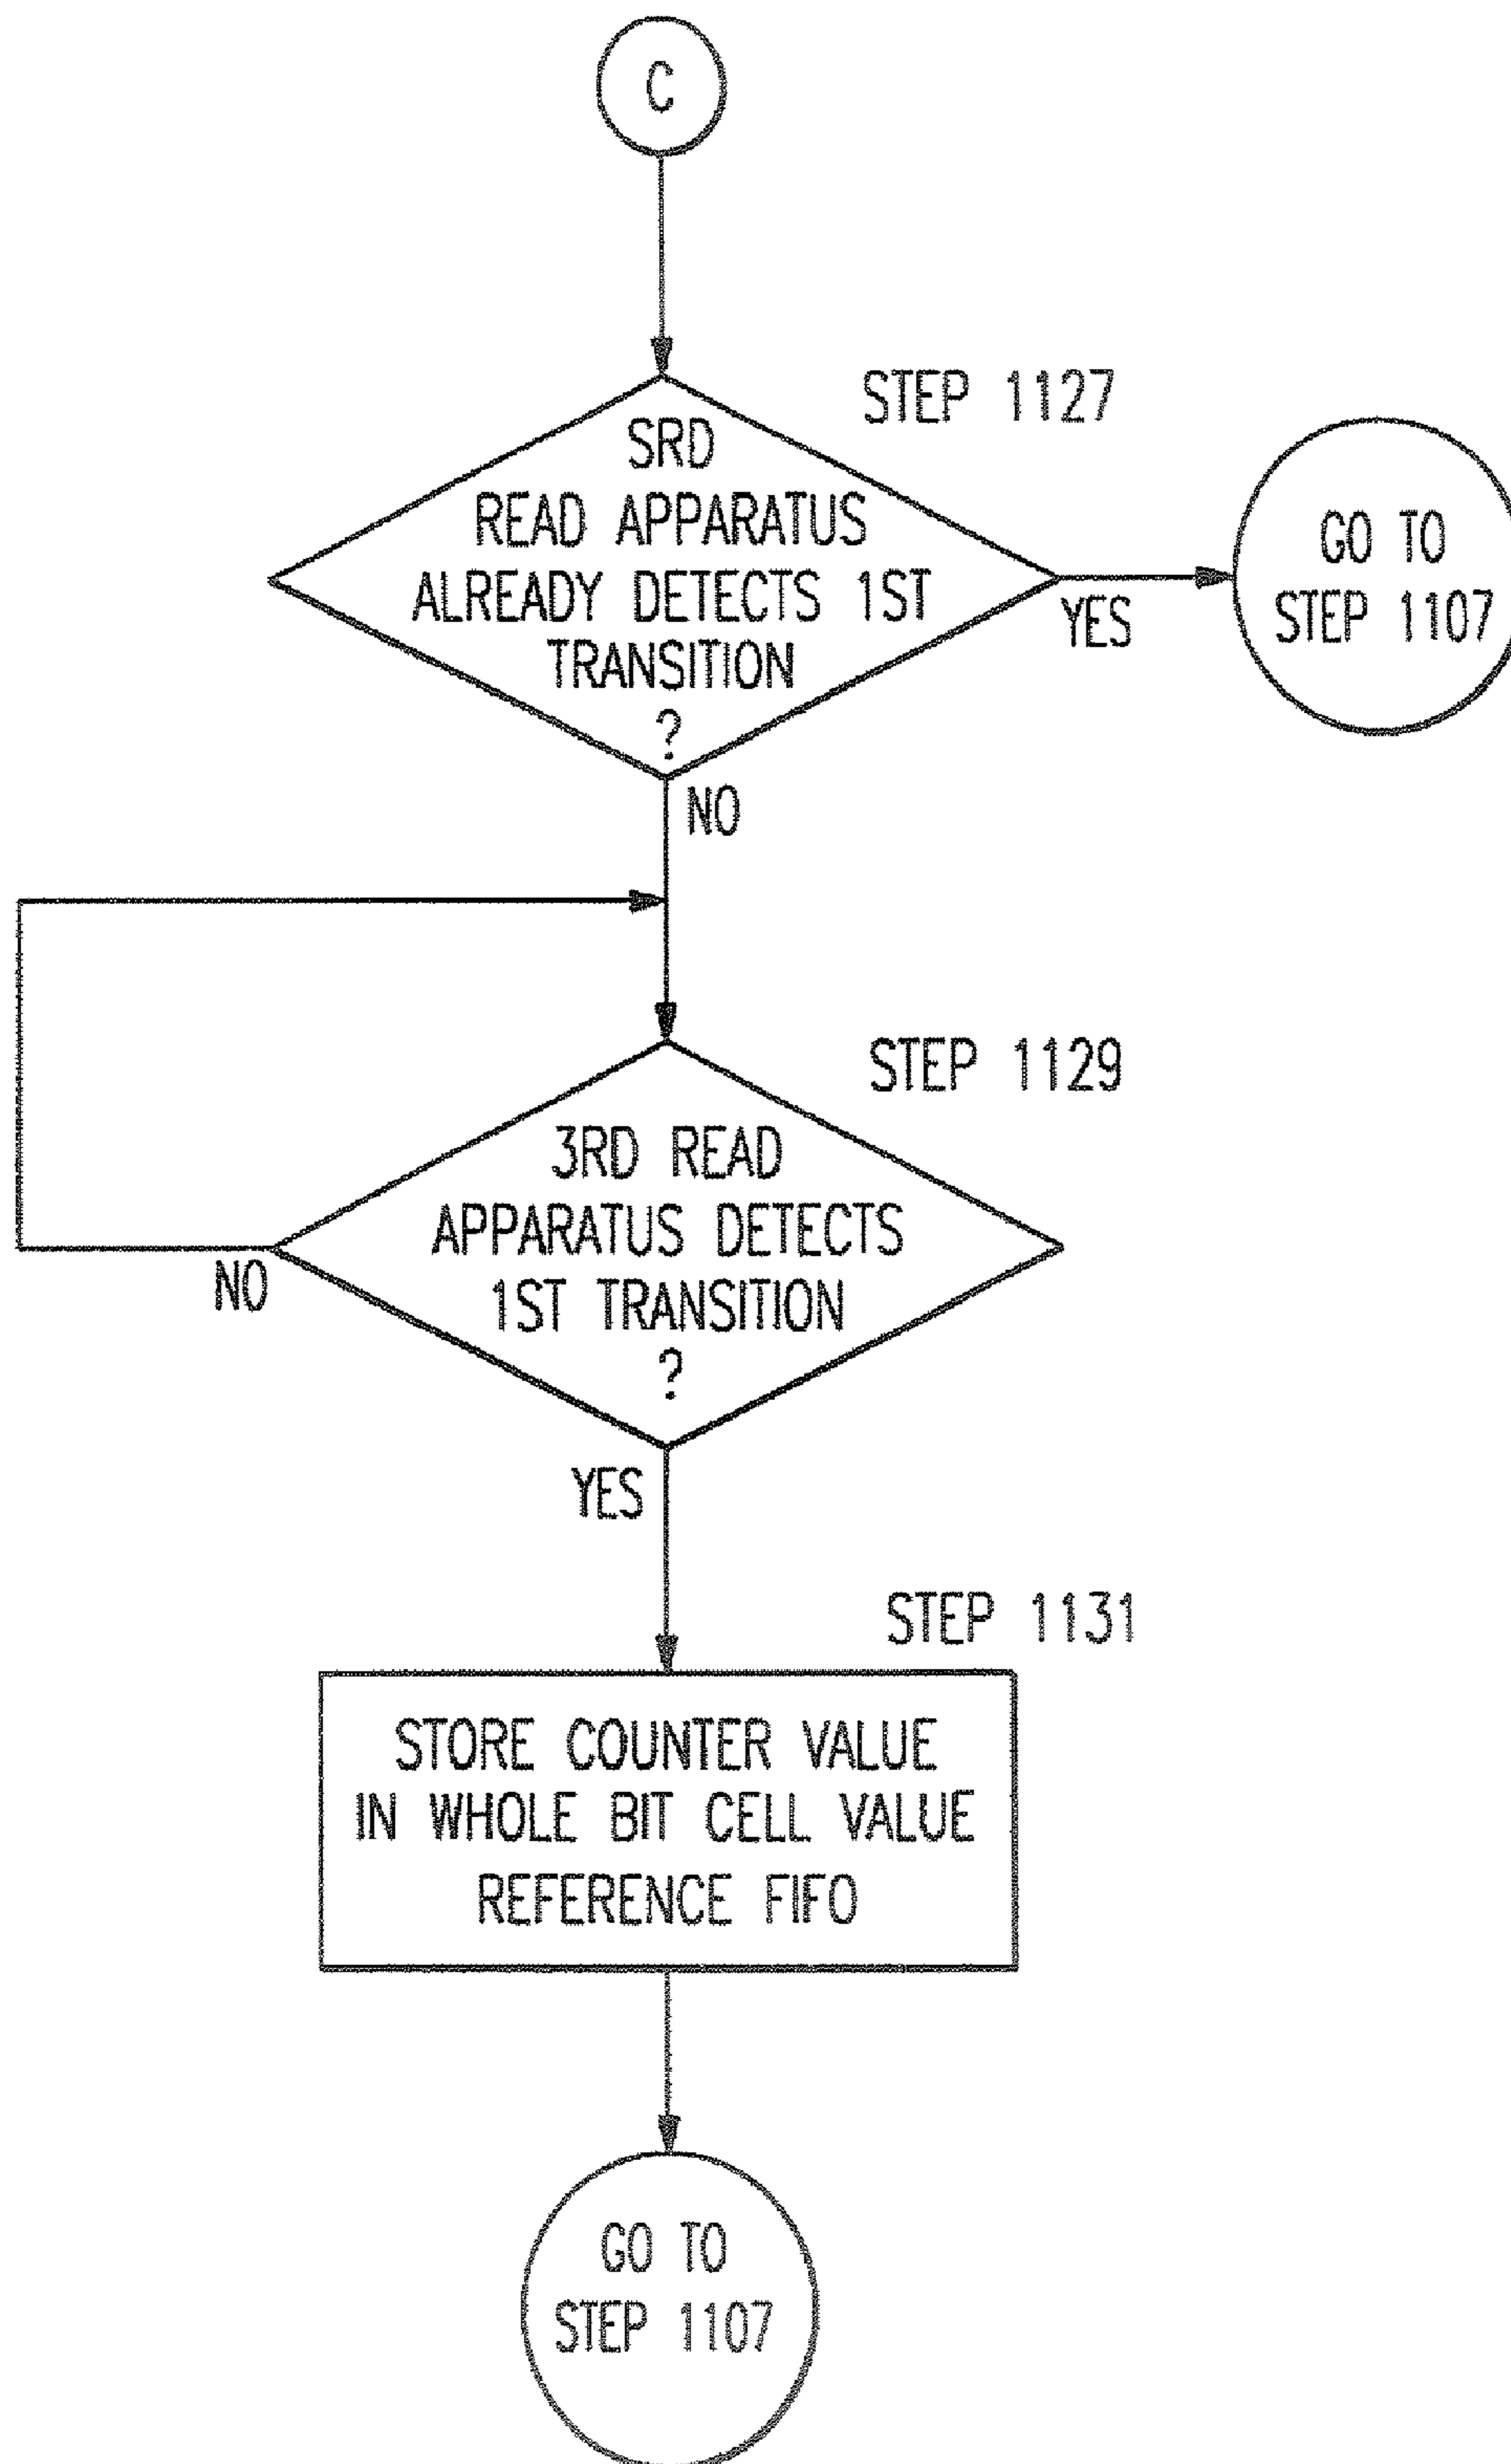 C
STEP 1127
SRD
READ APPARATUS
ALREADY DETECTS 1ST
TRANSITION
?
YES
GO TO
STEP 1107
NO
STEP 1129
3RD READ
APPARATUS DETECTS
1ST TRANSITION
?
NO
YES
STEP 1131
STORE COUNTER VALUE
IN WHOLE BIT CELL VALUE
REFERENCE FIFO
GO TO
STEP 1107